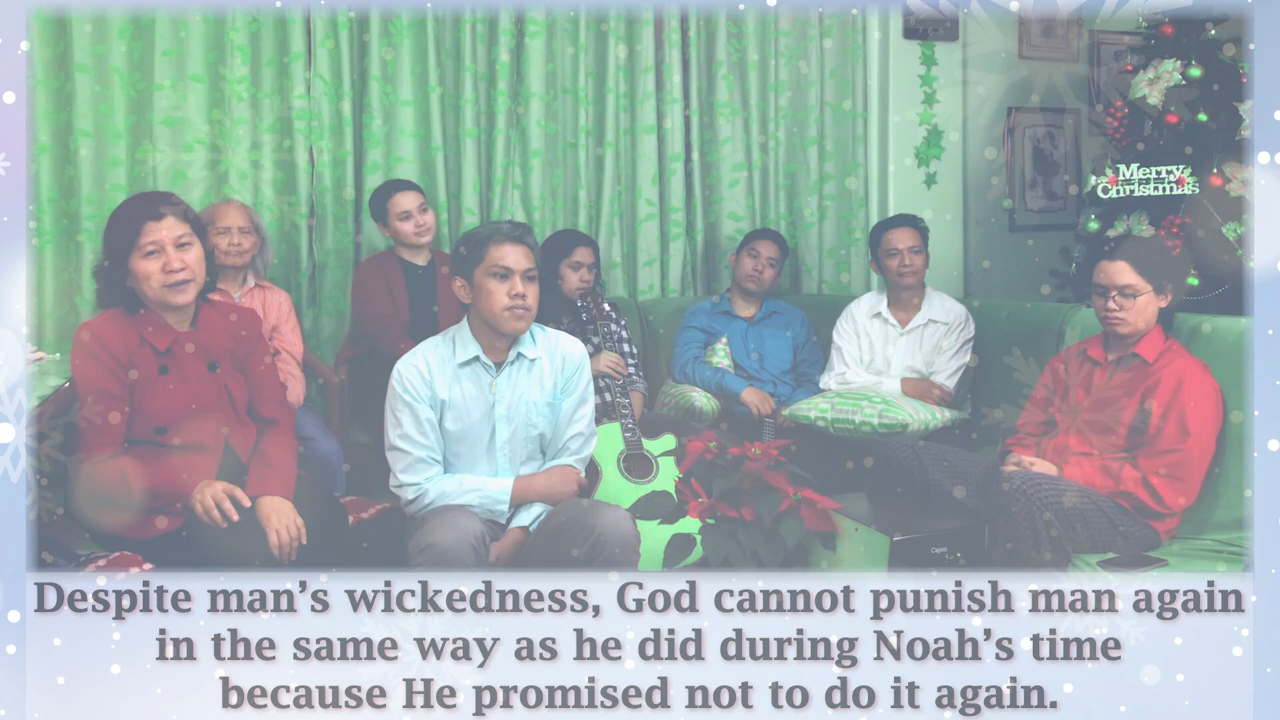 Merry
Christmas
Despite man's wickedness, God cannot punish man again
in the same way as he did during Noah's time
because He promised not to do it again.